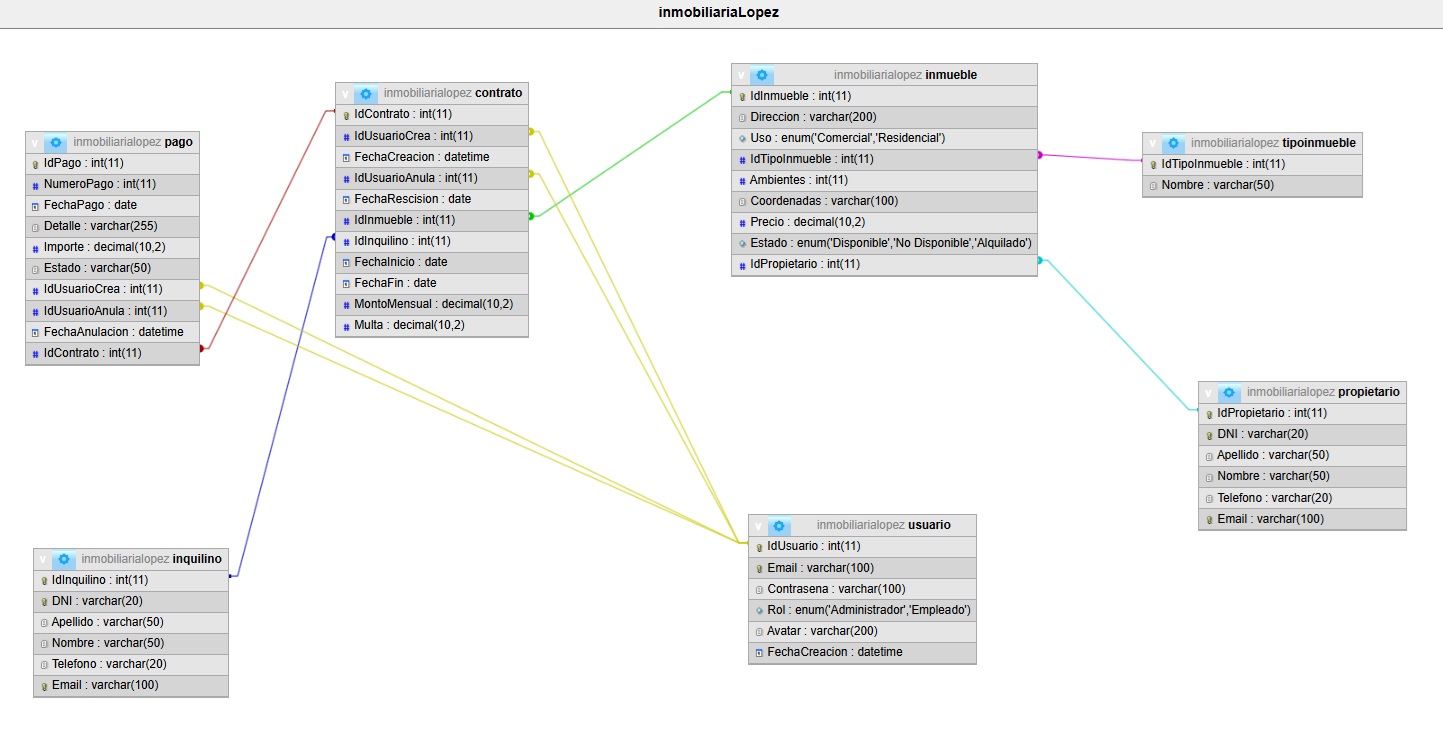 inmobiliariaLopez
inmobiliarialopez pago
IdPago : int(11)
NumeroPago : int(11)
FechaPago : date
Detalle : varchar(255)
Importe : decimal(10,2)
Estado : varchar(50)
IdUsuarioCrea : int(11)
IdUsuarioAnula : int(11)
FechaAnulacion : datetime
IdContrato : int(11)
inmobiliarialopez contrato
IdContrato : int(11)
IdUsuarioCrea : int(11)
FechaCreacion : datetime
IdUsuarioAnula : int(11)
FechaRescision : date
IdInmueble : int(11)
IdInquilino : int(11)
FechaInicio : date
FechaFin : date
MontoMensual : decimal(10,2)
Multa : decimal(10,2)
inmobiliarialopez inmueble
IdInmueble : int(11)
Direccion : varchar(200)
Uso : enum('Comercial','Residencial')
IdTipoInmueble : int(11)
Ambientes : int(11)
Coordenadas : varchar(100)
Precio : decimal(10,2)
Estado : enum('Disponible','No Disponible','Alquilado')
IdPropietario : int(11)
inmobiliarialopez tipoinmueble
IdTipoInmueble : int(11)
Nombre : varchar(50)
inmobiliarialopez propietario
IdPropietario : int(11)
DNI : varchar(20)
Apellido : varchar(50)
Nombre : varchar(50)
Telefono : varchar(20)
Email : varchar(100)
inmobiliarialopez usuario
IdUsuario : int(11)
Email : varchar(100)
Contrasena : varchar(100)
Rol : enum('Administrador','Empleado')
Avatar : varchar(200)
FechaCreacion : datetime
inmobiliarialopez inquilino
IdInquilino : int(11)
DNI : varchar(20)
Apellido : varchar(50)
Nombre : varchar(50)
Telefono : varchar(20)
Email : varchar(100)